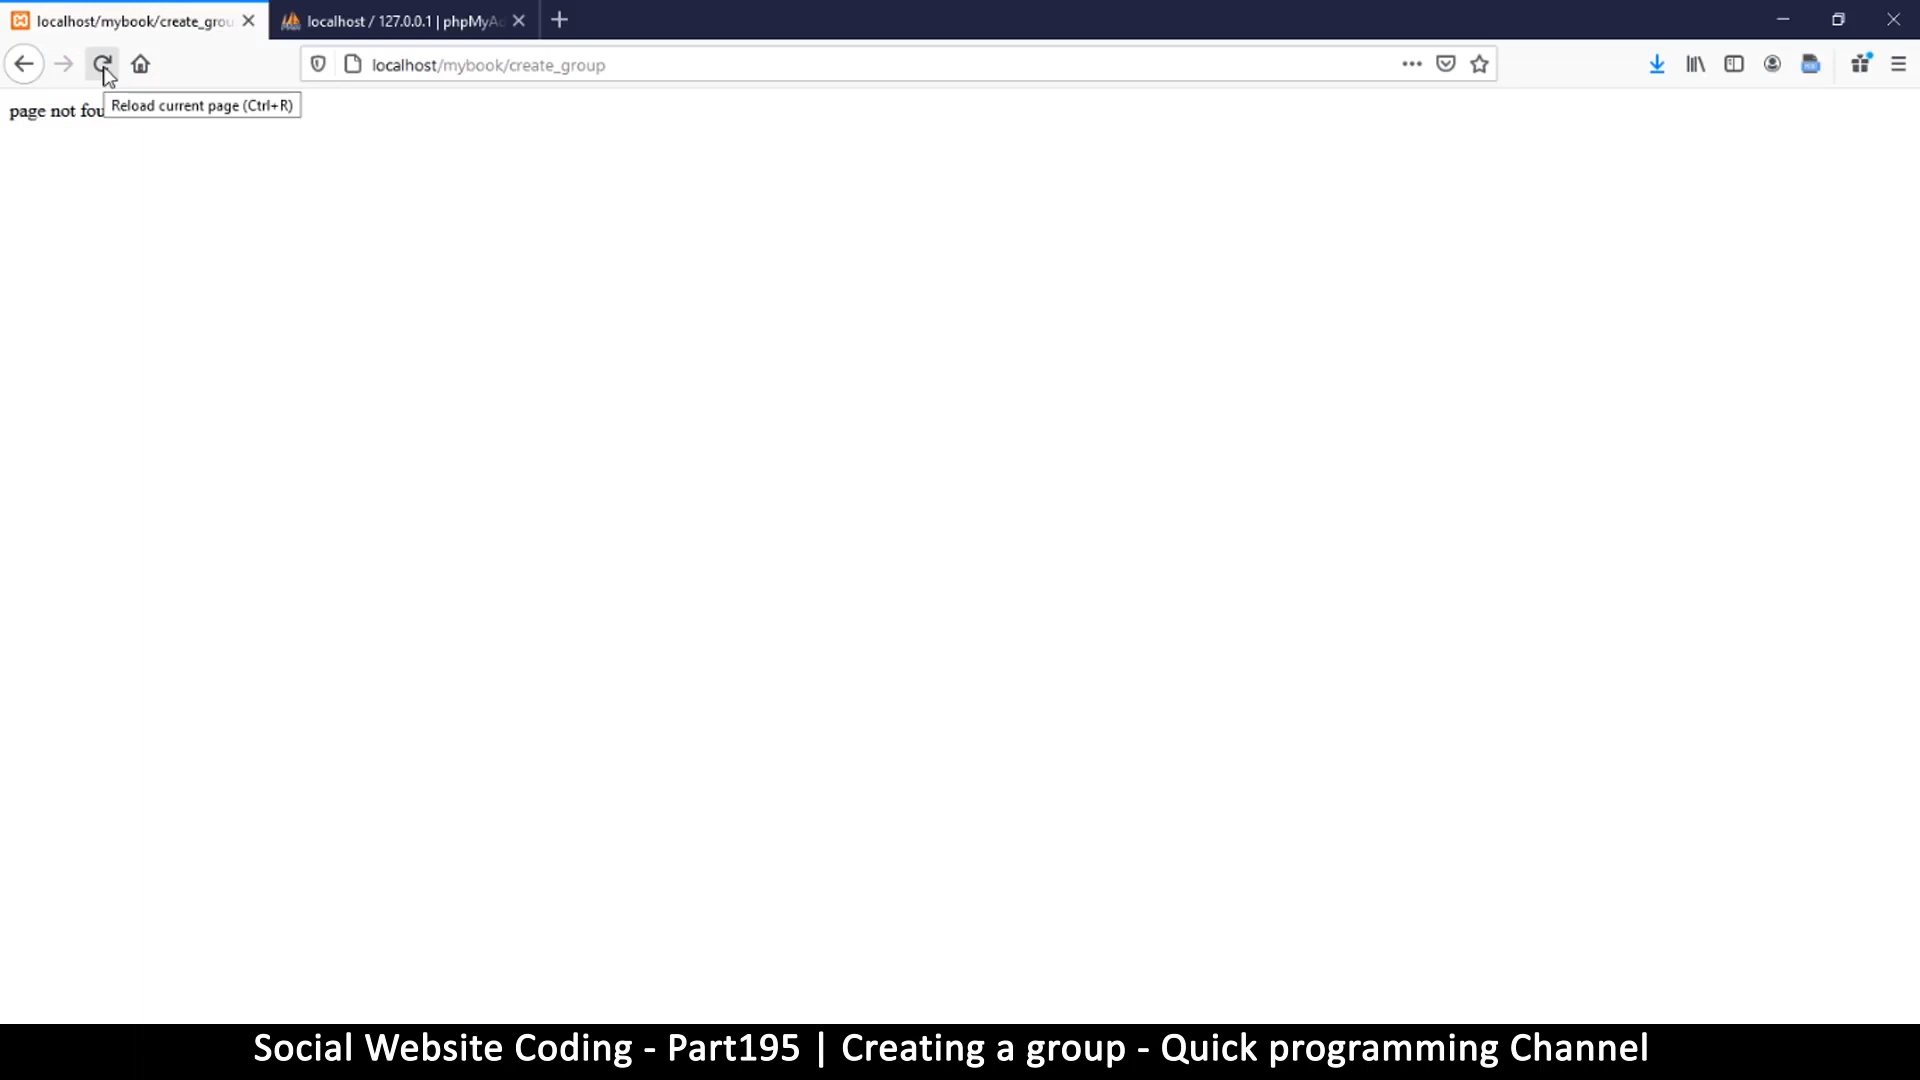 localhost/mybook/create_grou
localhost / 127.0.0.1 | phpMyA
localhost/mybook/create_group
page not fou
Reload current page (Ctrl+R)
Social Website Coding - Part195 | Creating a group - Quick programming Channel